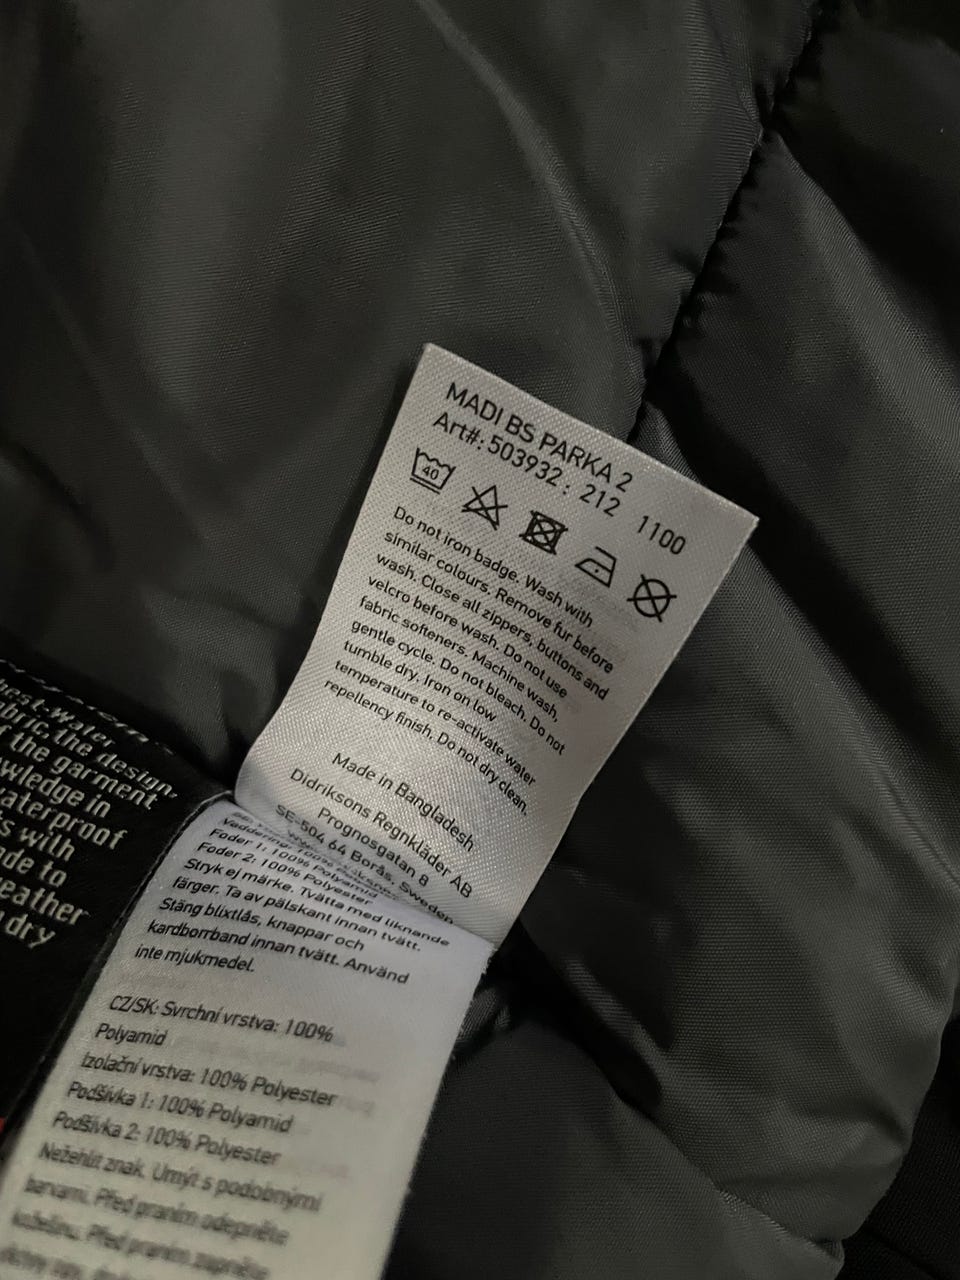 MADI BS PARKA 2
Art#: 503932 : 212 1100
40
Do not iron badge. Wash with
similar colours. Remove fur before
wash. Close all zippers, buttons and
velcro before wash. Do not use
fabric softeners. Machine wash,
gentle cycle. Do not bleach. Do not
tumble dry. Iron on low
temperature to re-activate water
repellency finish. Do not dry clean.
Made in Bangladesh
Didriksons Regnkläder AB
Prognosgatan 8
SE-504 64 Borås, Sweden
Foder 1: 100% Polyamid
Foder 2: 100% Polyester
Stryk ej märke. Tvätta med liknande
färger. Ta av pälskant innan tvätt.
Stäng blixtlås, knappar och
kardborrband innan tvätt. Använd
inte mjukmedel.
CZ/SK: Svrchní vrstva: 100%
Polyamid
Izolační vrstva: 100% Polyester
Podšívka 1: 100% Polyamid
Podšívka 2: 100% Polyester
Nežehlit znak. Umýt s podobnými
barvami. Před praním odepněte
kožešinu. Před praním zapněte
the design,
the garment
in
with
to
dry